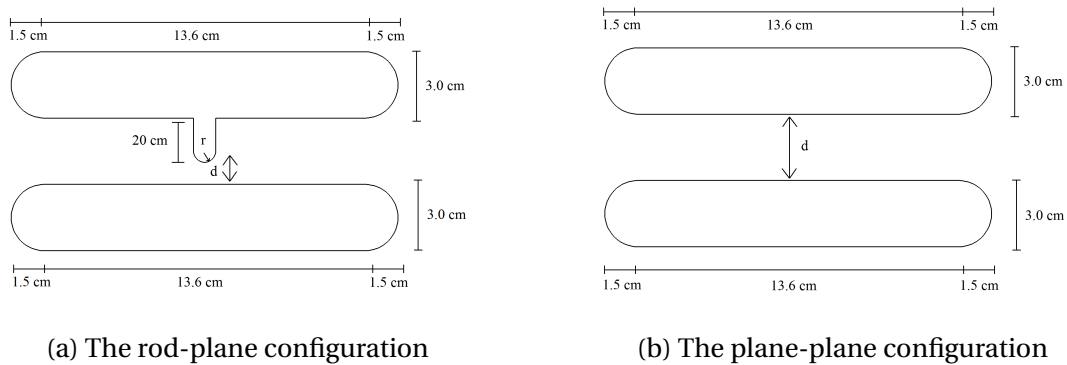 1.5 cm 13.6 cm 1.5 cm
3.0 cm
20 cm
r
d
3.0 cm
1.5 cm 13.6 cm 1.5 cm
(a) The rod-plane configuration
1.5 cm 13.6 cm 1.5 cm
3.0 cm
d
3.0 cm
1.5 cm 13.6 cm 1.5 cm
(b) The plane-plane configuration